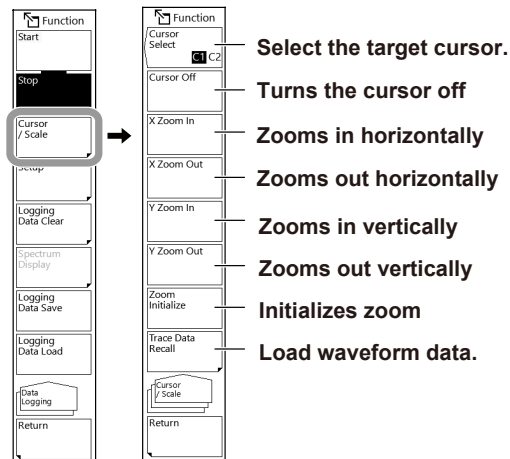 Function
Start
Stop
Cursor
/ Scale
Setup
Logging
Data Clear
Spectrum
Display
Logging
Data Save
Logging
Data Load
Data
Logging
Return
Function
Cursor
Select
C1 C2
Cursor Off
X Zoom In
X Zoom Out
Y Zoom In
Y Zoom Out
Zoom
Initialize
Trace Data
Recall
Cursor
/ Scale
Return
Select the target cursor.
Turns the cursor off
Zooms in horizontally
Zooms out horizontally
Zooms in vertically
Zooms out vertically
Initializes zoom
Load waveform data.